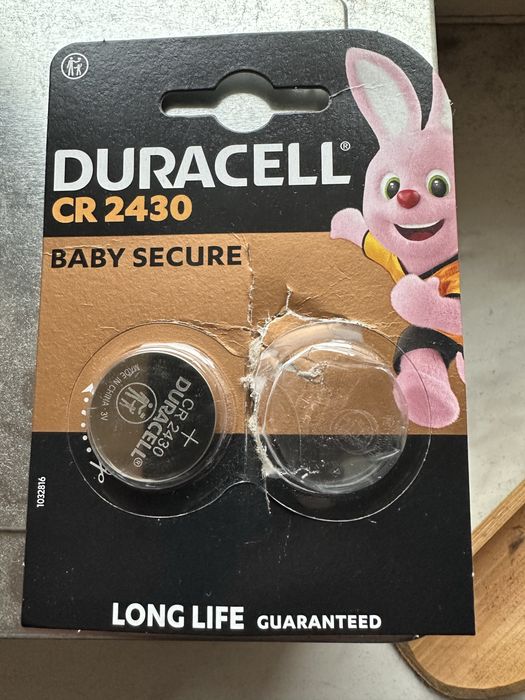 DURACELL®
CR 2430
BABY SECURE
MADE IN CHINA 3V
DURACELL®
CR 2430
+
1032816
LONG LIFE GUARANTEED